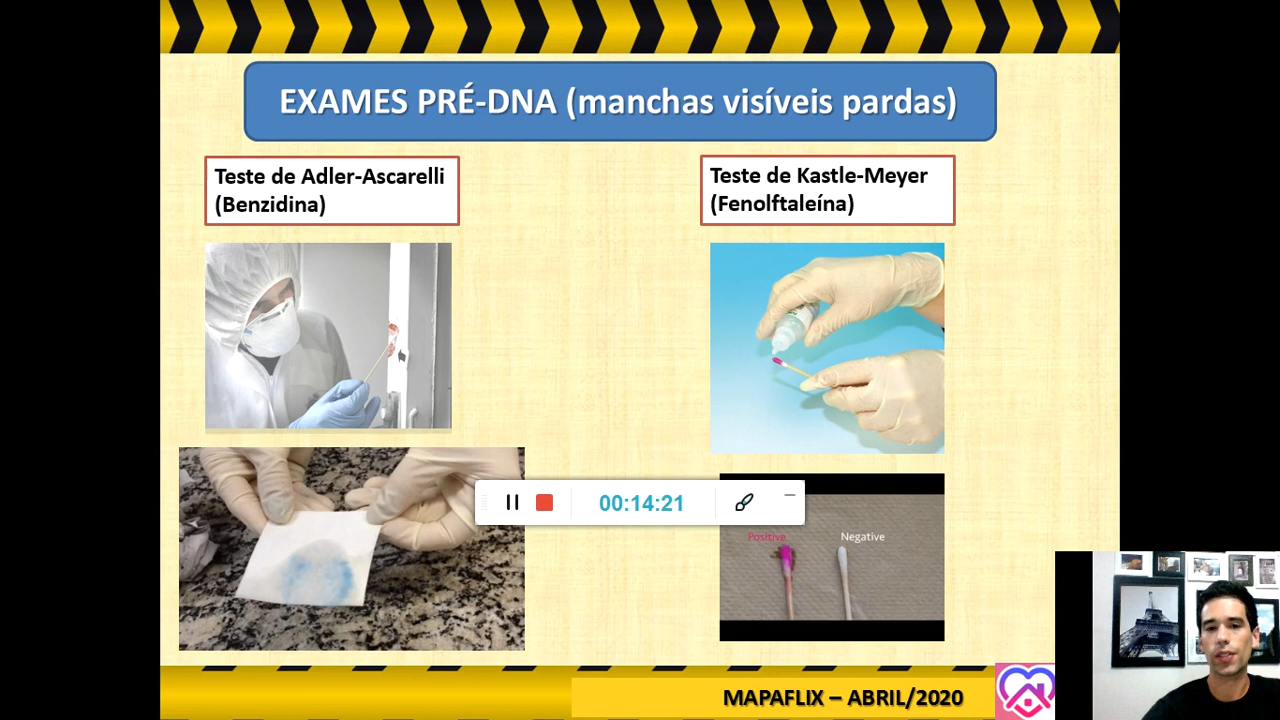 EXAMES PRÉ-DNA (manchas visíveis pardas)
Teste de Adler-Ascarelli
(Benzidina)
Teste de Kastle-Meyer
(Fenolftaleína)
00:14:21
Positive
Negative
MAPAFLIX – ABRIL/2020